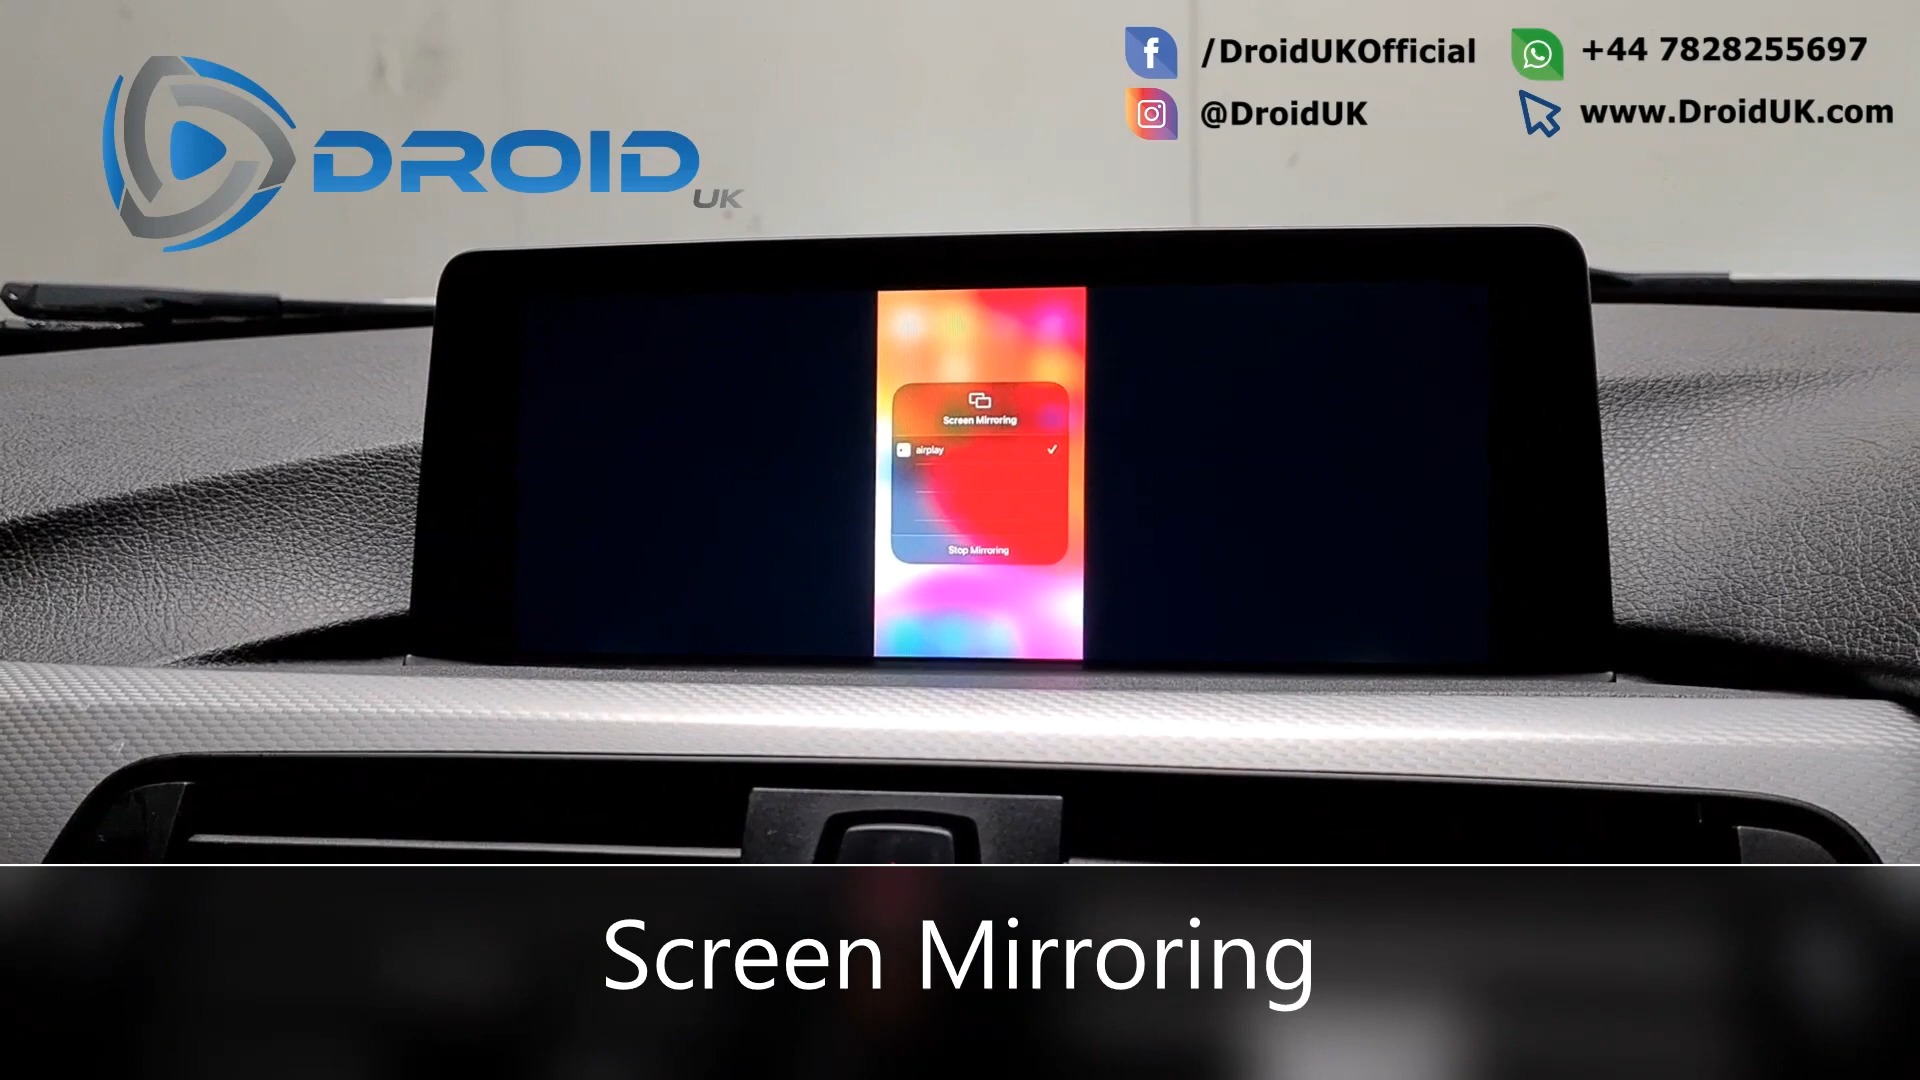 DROID
UK
/DroidUKOfficial
+44 7828255697
@DroidUK
www.DroidUK.com
Screen Mirroring
airplay
Stop Mirroring
Screen Mirroring